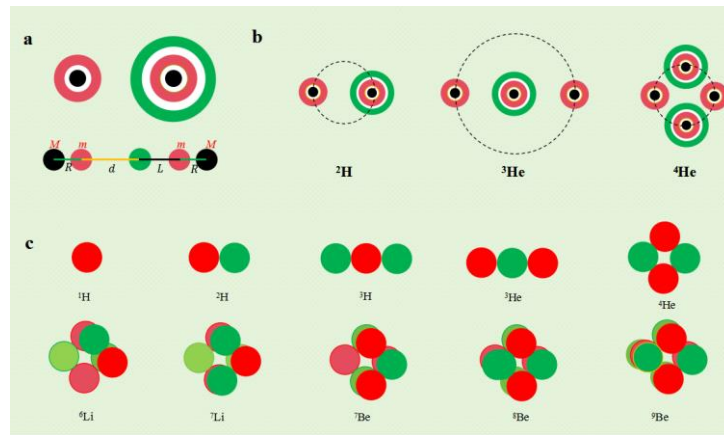 a
b
M m m M
R d L R
²H ³He ⁴He
c
¹H ²H ³H ³He ⁴He
⁶Li ⁷Li ⁷Be ⁸Be ⁹Be